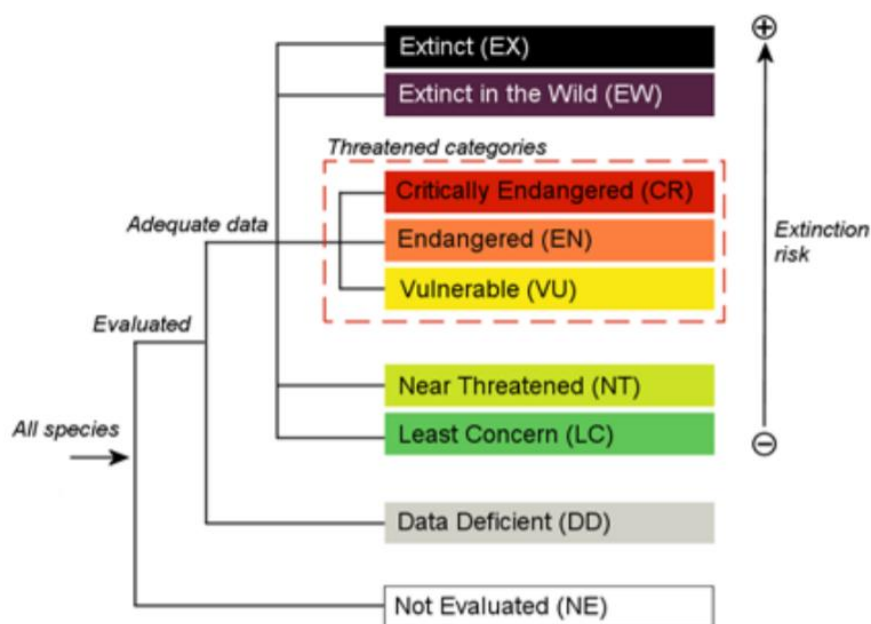 Extinct (EX)
Extinct in the Wild (EW)
Threatened categories
Critically Endangered (CR)
Adequate data
Endangered (EN)
Extinction
risk
Vulnerable (VU)
Evaluated
Near Threatened (NT)
All species
Least Concern (LC)
Data Deficient (DD)
Not Evaluated (NE)